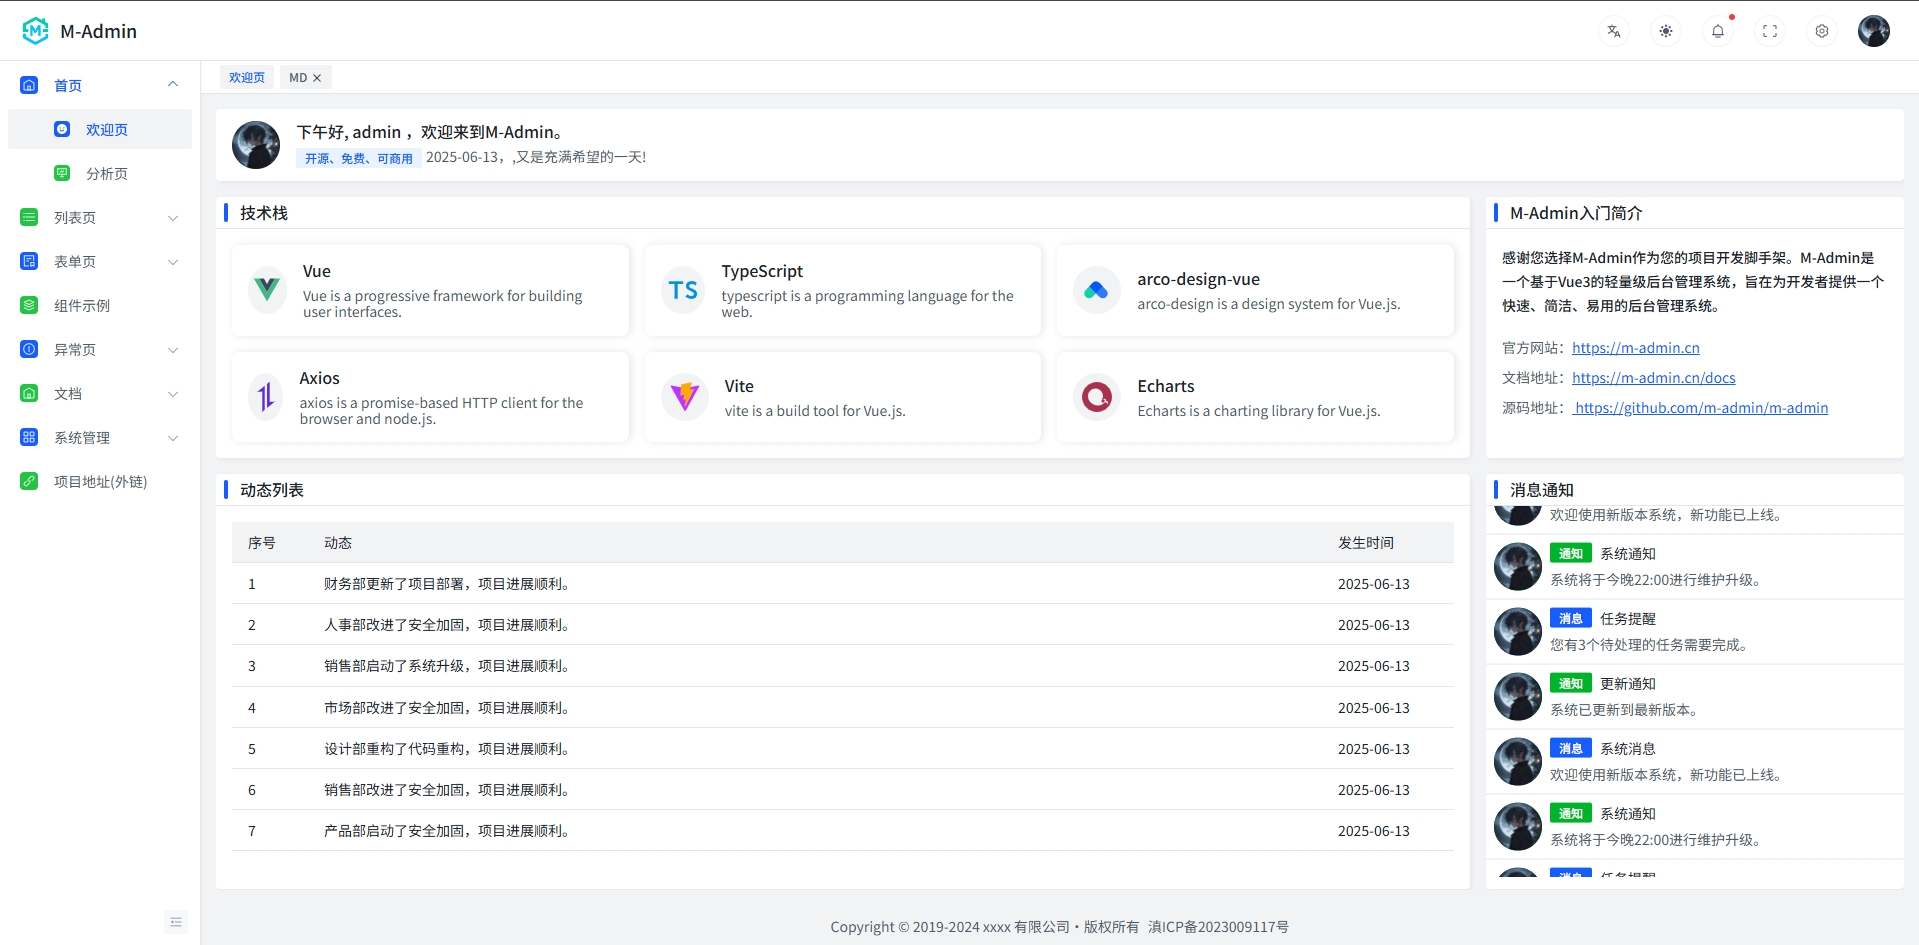 M-Admin
首页
欢迎页
分析页
列表页
表单页
组件示例
异常页
文档
系统管理
项目地址(外链)
欢迎页
MD
下午好, admin ，欢迎来到M-Admin。
开源、免费、可商用 2025-06-13，,又是充满希望的一天!
技术栈
Vue
Vue is a progressive framework for building
user interfaces.
TypeScript
typescript is a programming language for the
web.
arco-design-vue
arco-design is a design system for Vue.js.
Axios
axios is a promise-based HTTP client for the
browser and node.js.
Vite
vite is a build tool for Vue.js.
Echarts
Echarts is a charting library for Vue.js.
M-Admin入门简介
感谢您选择M-Admin作为您的项目开发脚手架。M-Admin是
一个基于Vue3的轻量级后台管理系统，旨在为开发者提供一个
快速、简洁、易用的后台管理系统。
官方网站：https://m-admin.cn
文档地址：https://m-admin.cn/docs
源码地址： https://github.com/m-admin/m-admin
动态列表
序号 动态 发生时间
1 财务部更新了项目部署，项目进展顺利。 2025-06-13
2 人事部改进了安全加固，项目进展顺利。 2025-06-13
3 销售部启动了系统升级，项目进展顺利。 2025-06-13
4 市场部改进了安全加固，项目进展顺利。 2025-06-13
5 设计部重构了代码重构，项目进展顺利。 2025-06-13
6 销售部改进了安全加固，项目进展顺利。 2025-06-13
7 产品部启动了安全加固，项目进展顺利。 2025-06-13
消息通知
欢迎使用新版本系统，新功能已上线。
通知 系统通知
系统将于今晚22:00进行维护升级。
消息 任务提醒
您有3个待处理的任务需要完成。
通知 更新通知
系统已更新到最新版本。
消息 系统消息
欢迎使用新版本系统，新功能已上线。
通知 系统通知
系统将于今晚22:00进行维护升级。
消息 任务提醒
Copyright © 2019-2024 xxxx 有限公司・版权所有 滇ICP备2023009117号